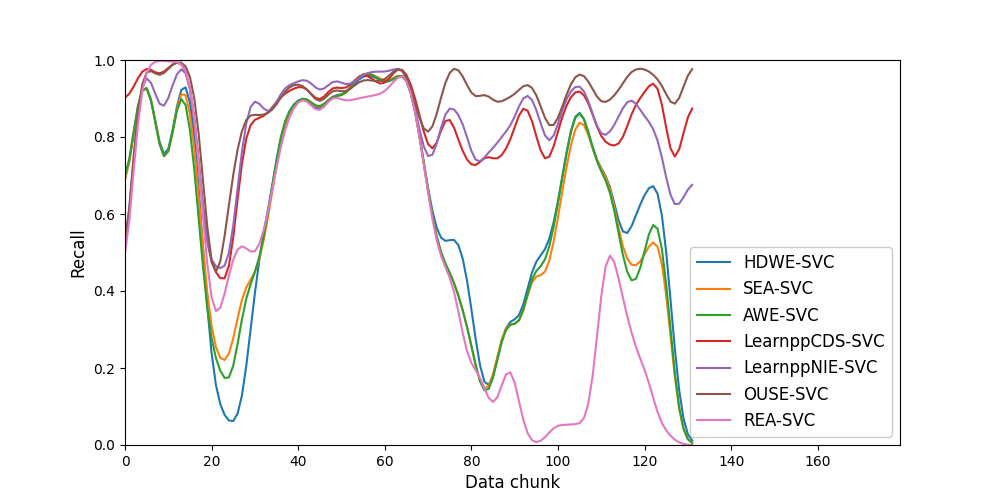 1.0
0.8
0.6
0.4
0.2
0.0
Recall
0 20 40 60 80 100 120 140 160
Data chunk
HDWE-SVC
SEA-SVC
AWE-SVC
LearnppCDS-SVC
LearnppNIE-SVC
OUSE-SVC
REA-SVC